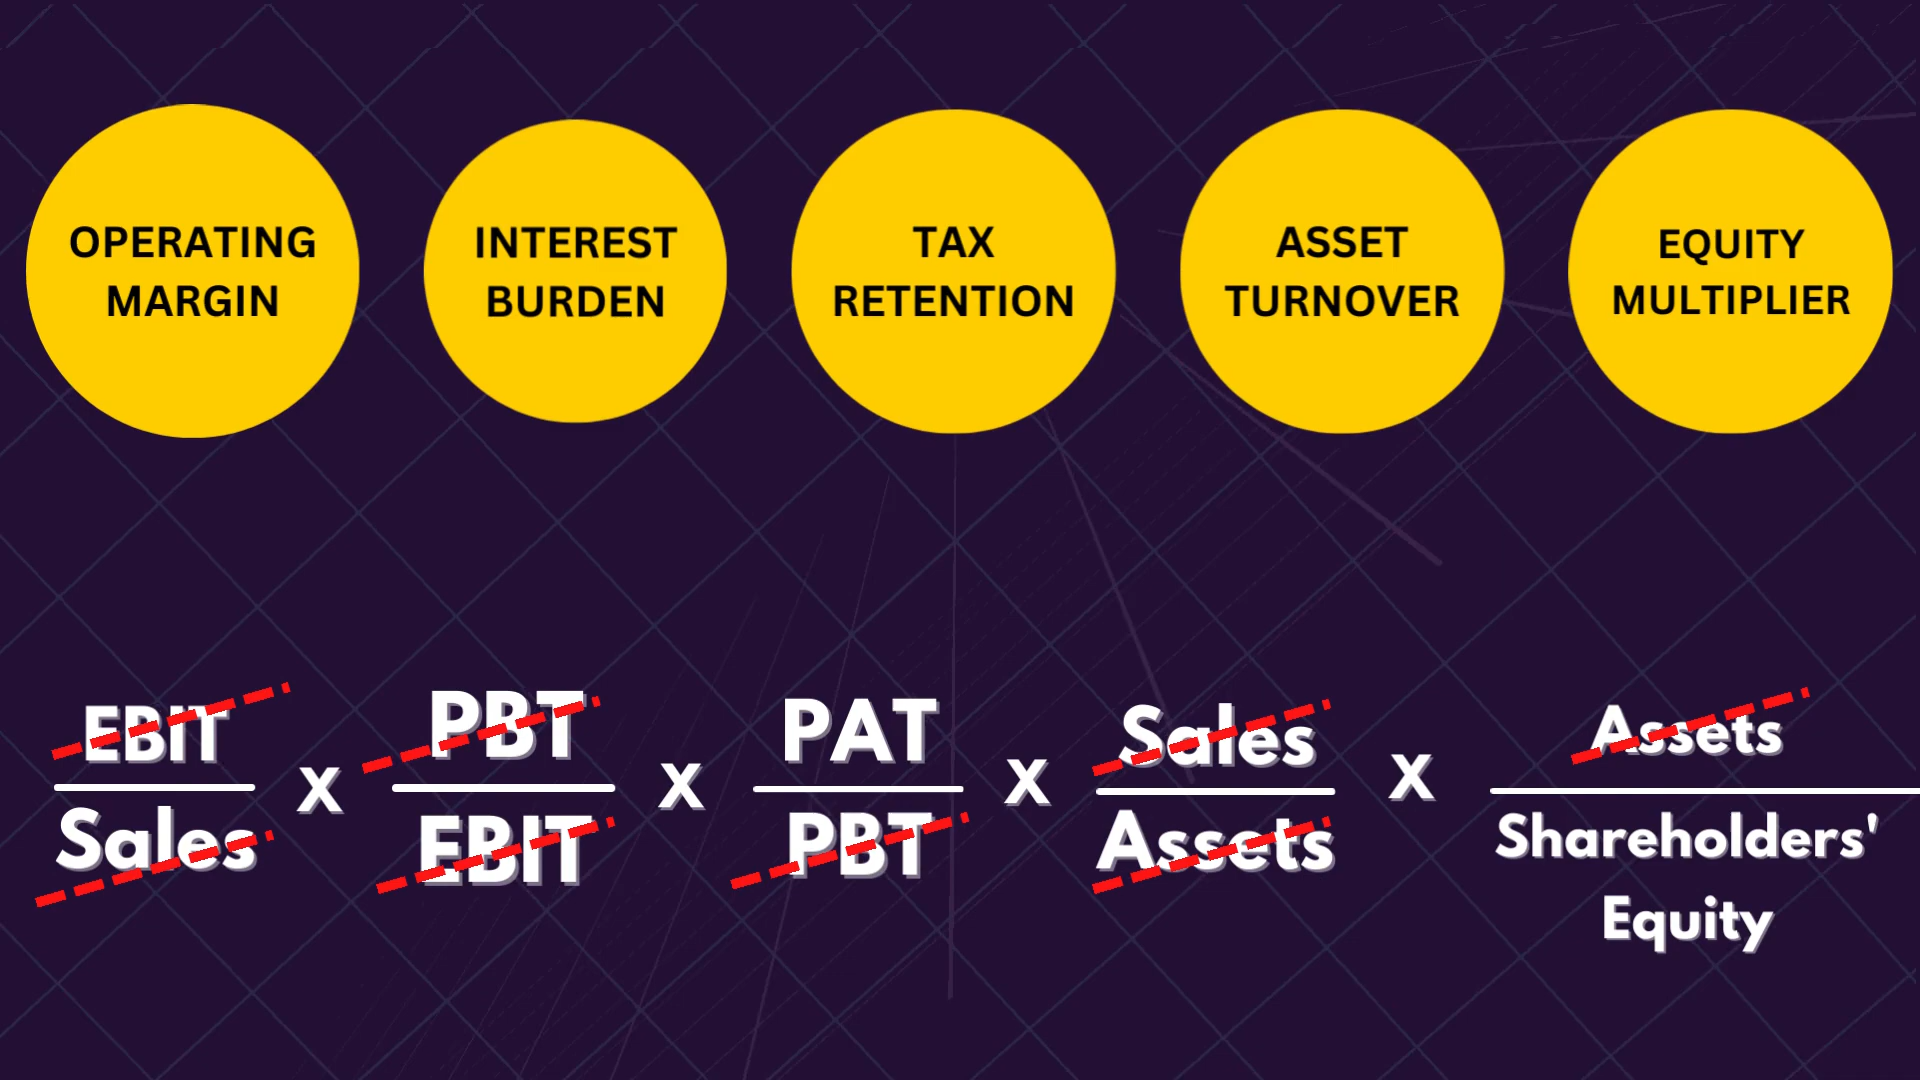 OPERATING
MARGIN
INTEREST
BURDEN
TAX
RETENTION
ASSET
TURNOVER
EQUITY
MULTIPLIER
EBIT
Sales
x
PBT
EBIT
x
PAT
PBT
x
Sales
Assets
x
Assets
Shareholders'
Equity